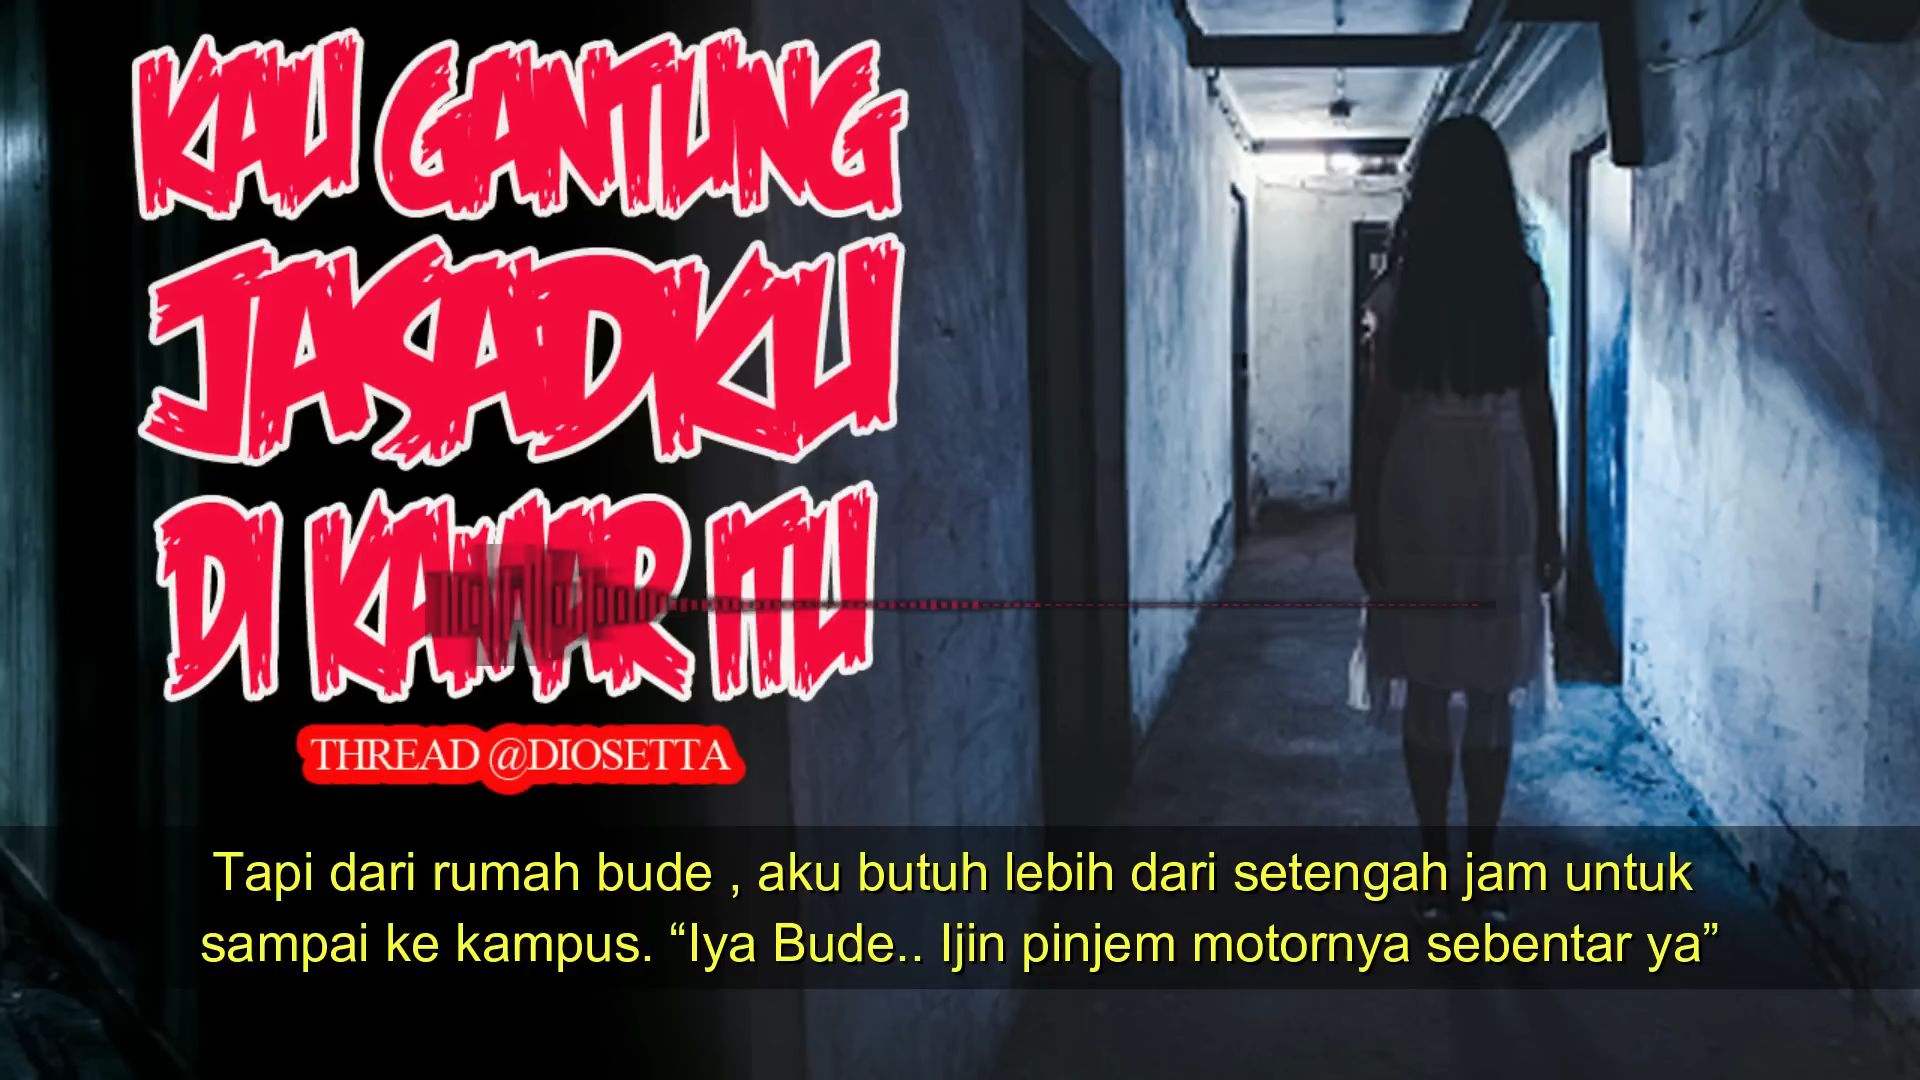 KAU GANTUNG
JASADKU
DI KAMAR ITU
THREAD @DIOSETTA
Tapi dari rumah bude , aku butuh lebih dari setengah jam untuk
sampai ke kampus. “Iya Bude.. Ijin pinjem motornya sebentar ya”